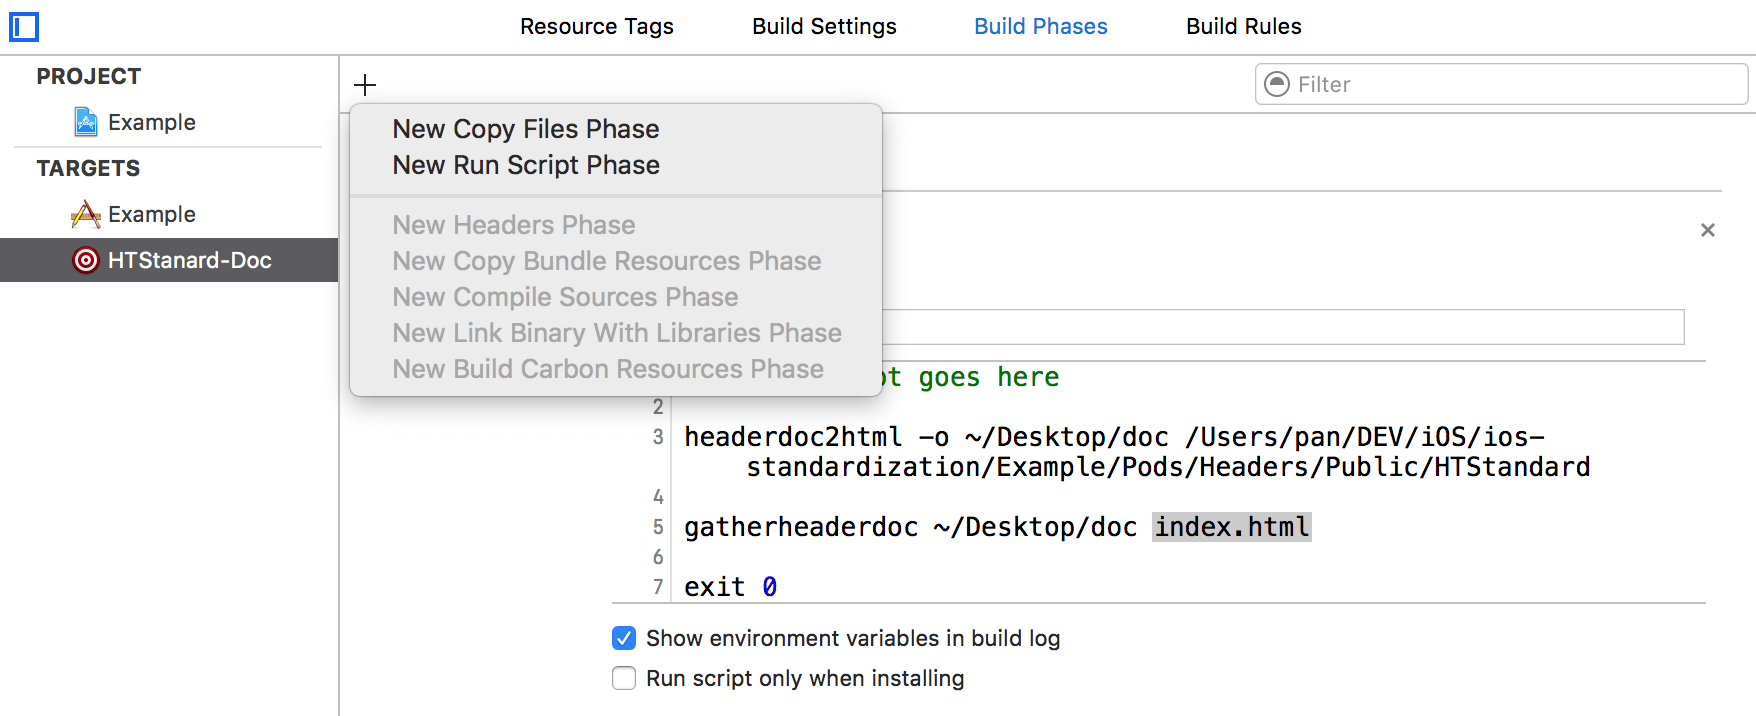 Resource Tags Build Settings Build Phases Build Rules
PROJECT
Example
TARGETS
Example
HTStanard-Doc
Filter
New Copy Files Phase
New Run Script Phase
New Headers Phase
New Copy Bundle Resources Phase
New Compile Sources Phase
New Link Binary With Libraries Phase
New Build Carbon Resources Phase
goes here
2
3 headerdoc2html -o ~/Desktop/doc /Users/pan/DEV/iOS/ios-
standardization/Example/Pods/Headers/Public/HTStandard
4
5 gatherheaderdoc ~/Desktop/doc index.html
6
7 exit 0
Show environment variables in build log
Run script only when installing